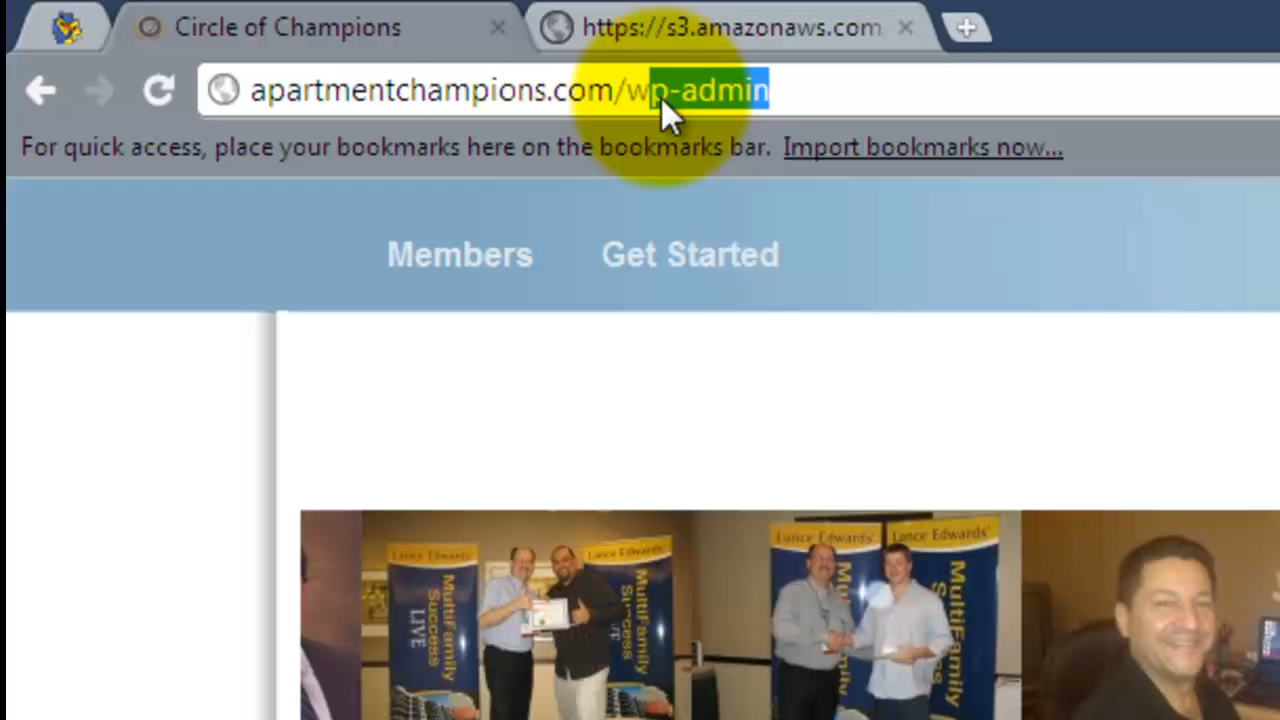 Circle of Champions
https://s3.amazonaws.com
apartmentchampions.com/wp-admin
For quick access, place your bookmarks here on the bookmarks bar. Import bookmarks now...
Members Get Started
Lance Edwards' Lance Edwards' Lance Edwards' Lance Edwards'
MultiFamily Success LIVE
MultiFamily Success
MultiFamily